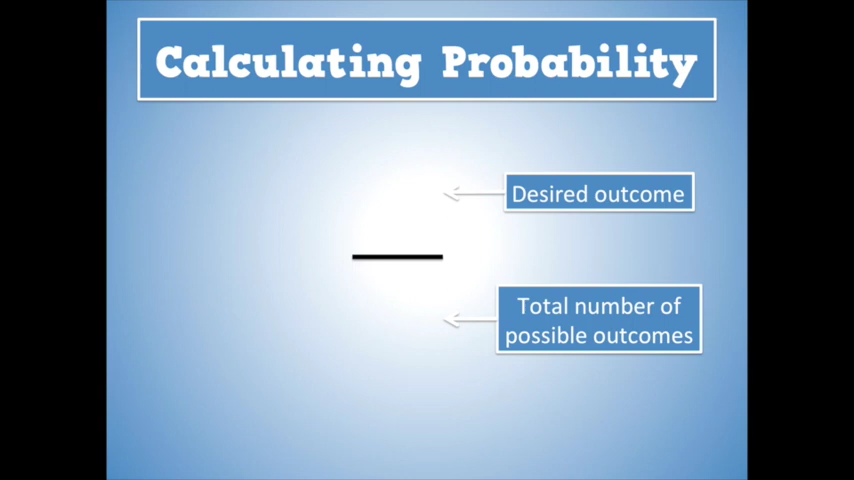 Calculating Probability
Desired outcome
Total number of
possible outcomes